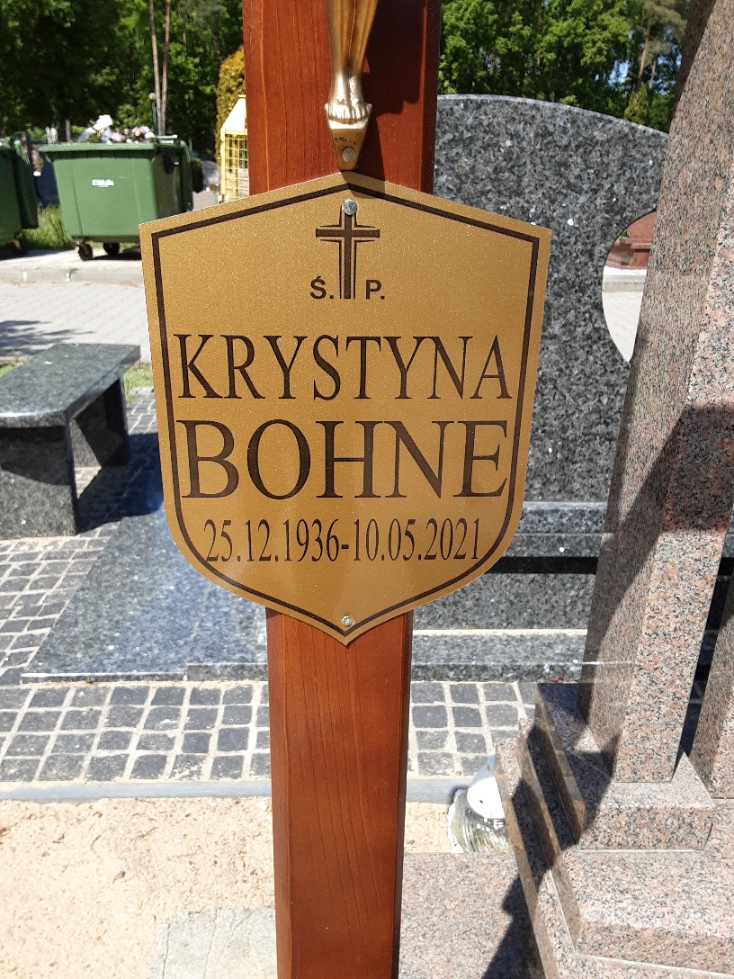 Ś. P.
KRYSTYNA
BOHNE
25.12.1936-10.05.2021